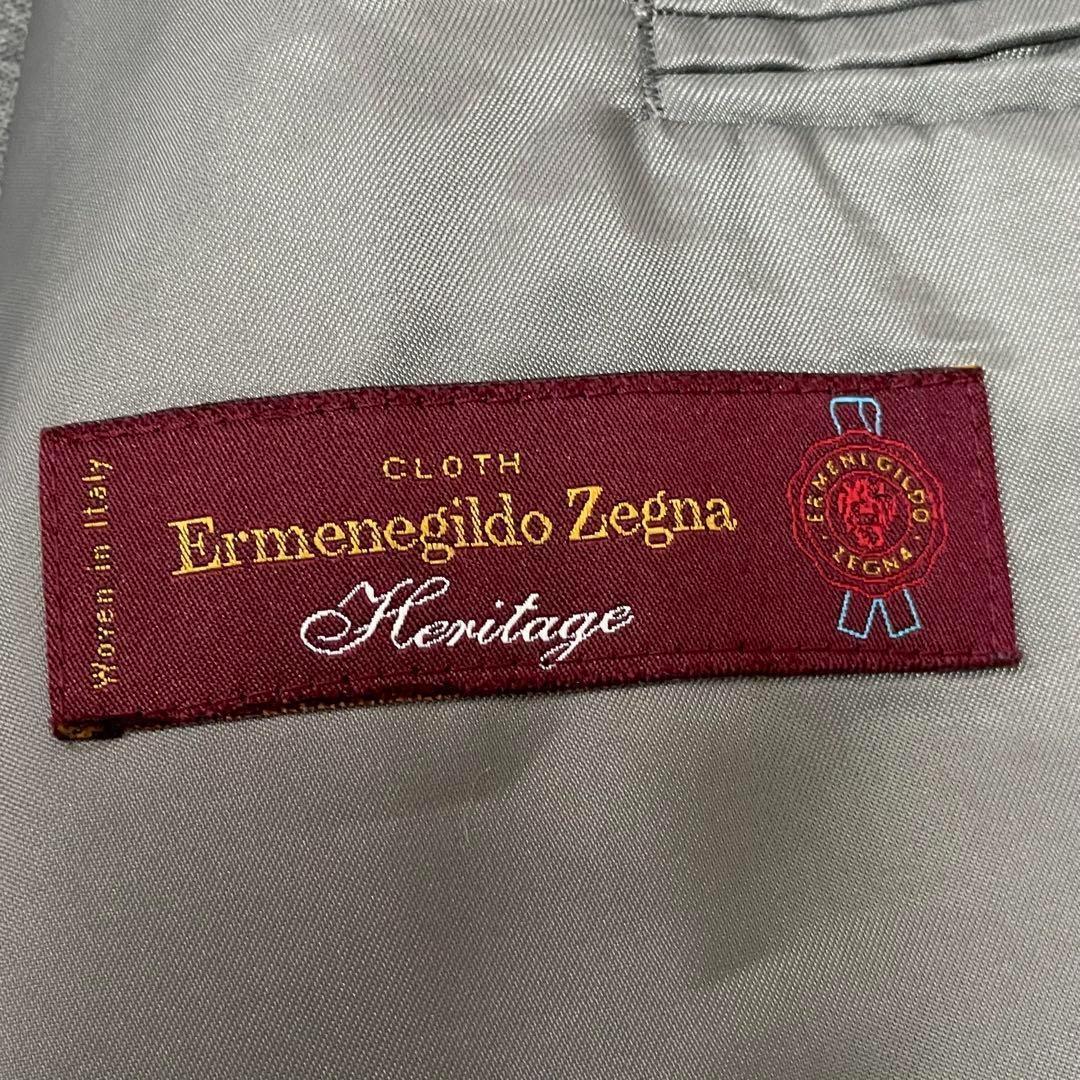 Woven in Italy
CLOTH
Ermenegildo Zegna
Heritage
ERMENEGILDO
ZEGNA